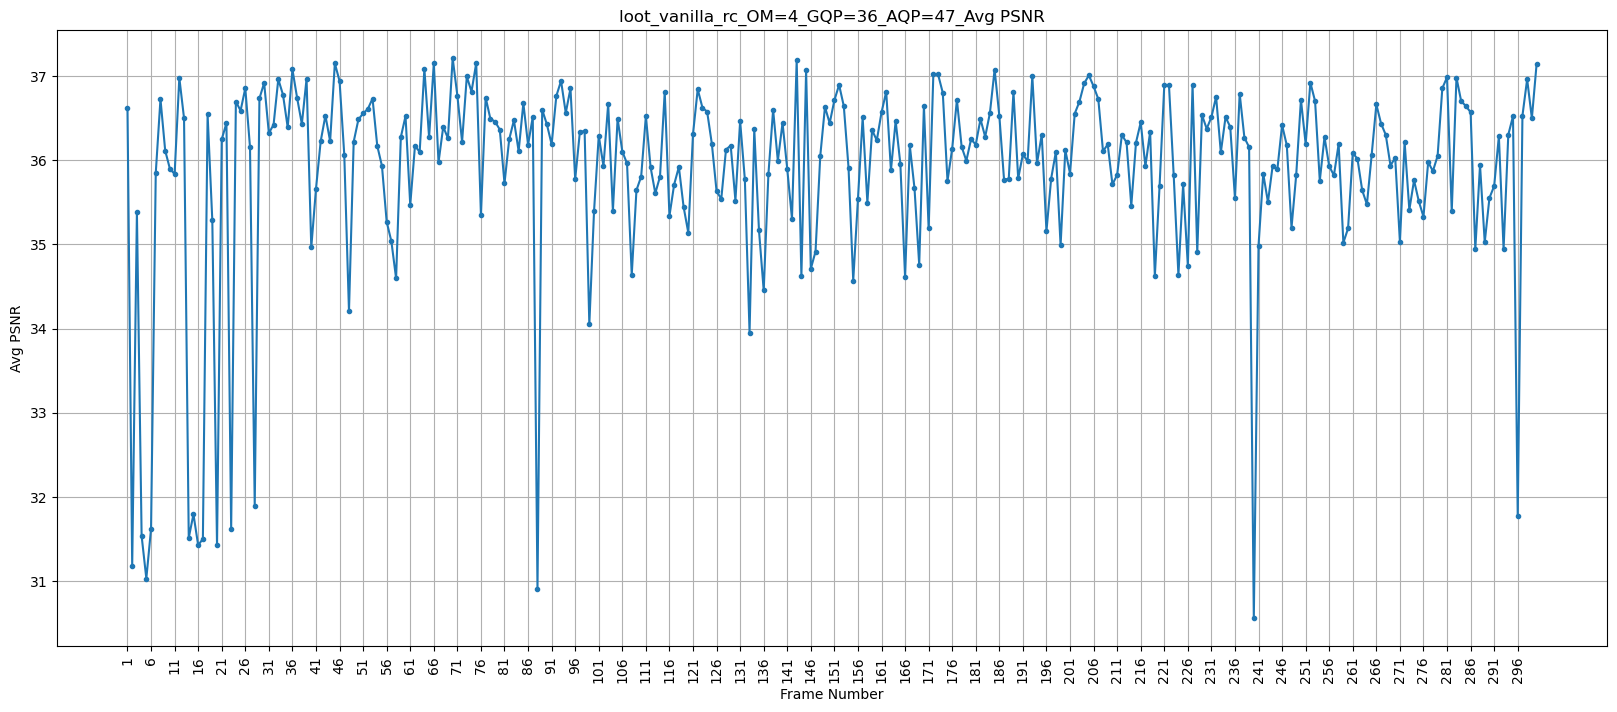 loot_vanilla_rc_OM=4_GQP=36_AQP=47_Avg PSNR
Avg PSNR
37
36
35
34
33
32
31
1 6 11 16 21 26 31 36 41 46 51 56 61 66 71 76 81 86 91 96 101 106 111 116 121 126 131 136 141 146 151 156 161 166 171 176 181 186 191 196 201 206 211 216 221 226 231 236 241 246 251 256 261 266 271 276 281 286 291 296
Frame Number